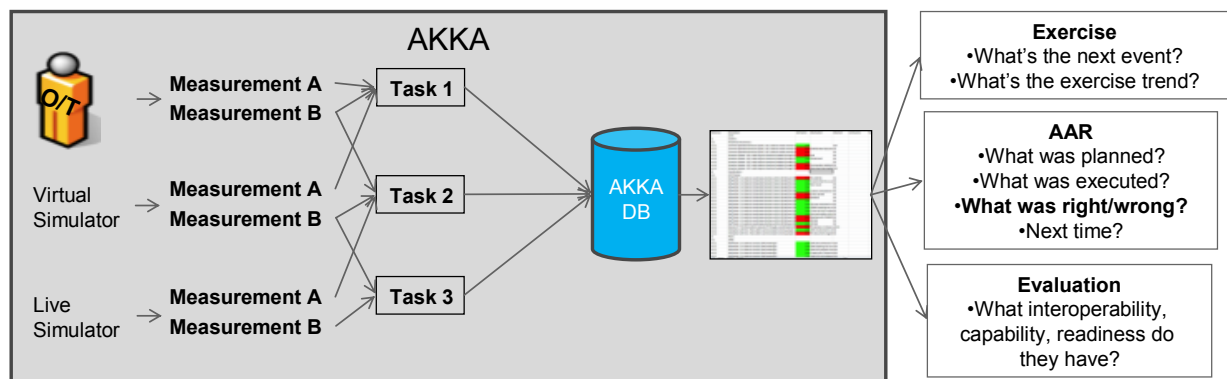 AKKA
O/T
Measurement A
Measurement B
Task 1
Virtual
Simulator
Measurement A
Measurement B
Task 2
Live
Simulator
Measurement A
Measurement B
Task 3
AKKA
DB
Exercise
•What's the next event?
•What's the exercise trend?
AAR
•What was planned?
•What was executed?
•What was right/wrong?
•Next time?
Evaluation
•What interoperability,
capability, readiness do
they have?